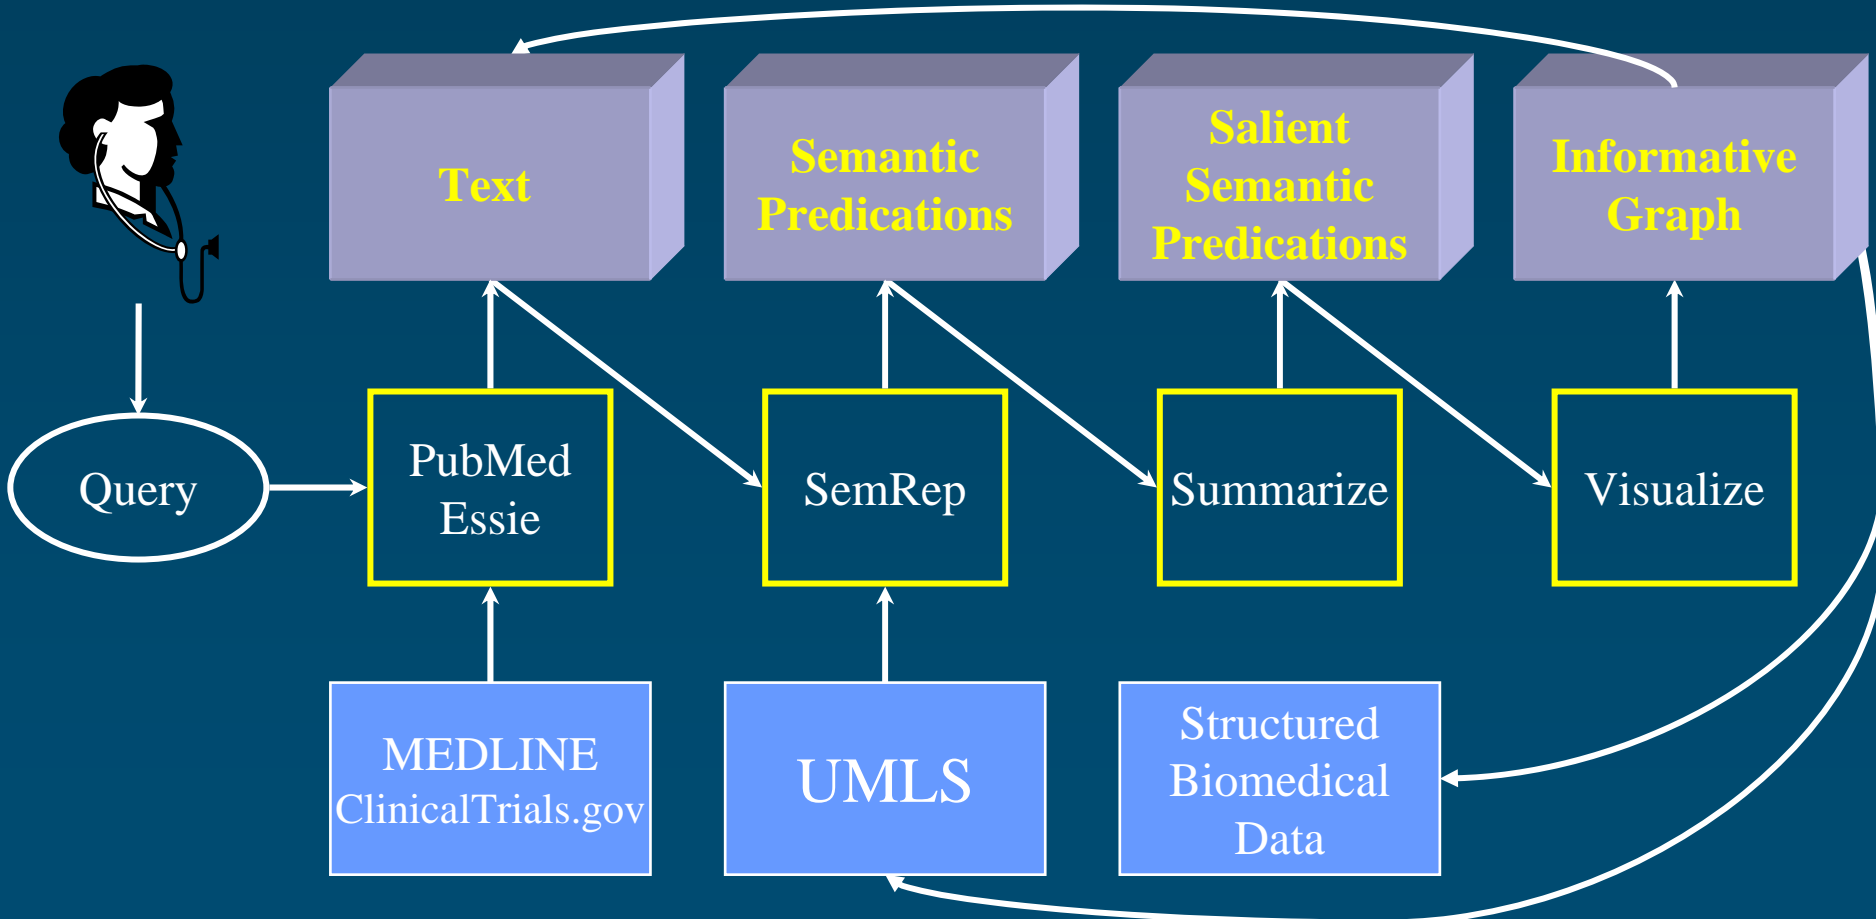 Text
Semantic
Predications
Salient
Semantic
Predications
Informative
Graph
Query
PubMed
Essie
SemRep
Summarize
Visualize
MEDLINE
ClinicalTrials.gov
UMLS
Structured
Biomedical
Data